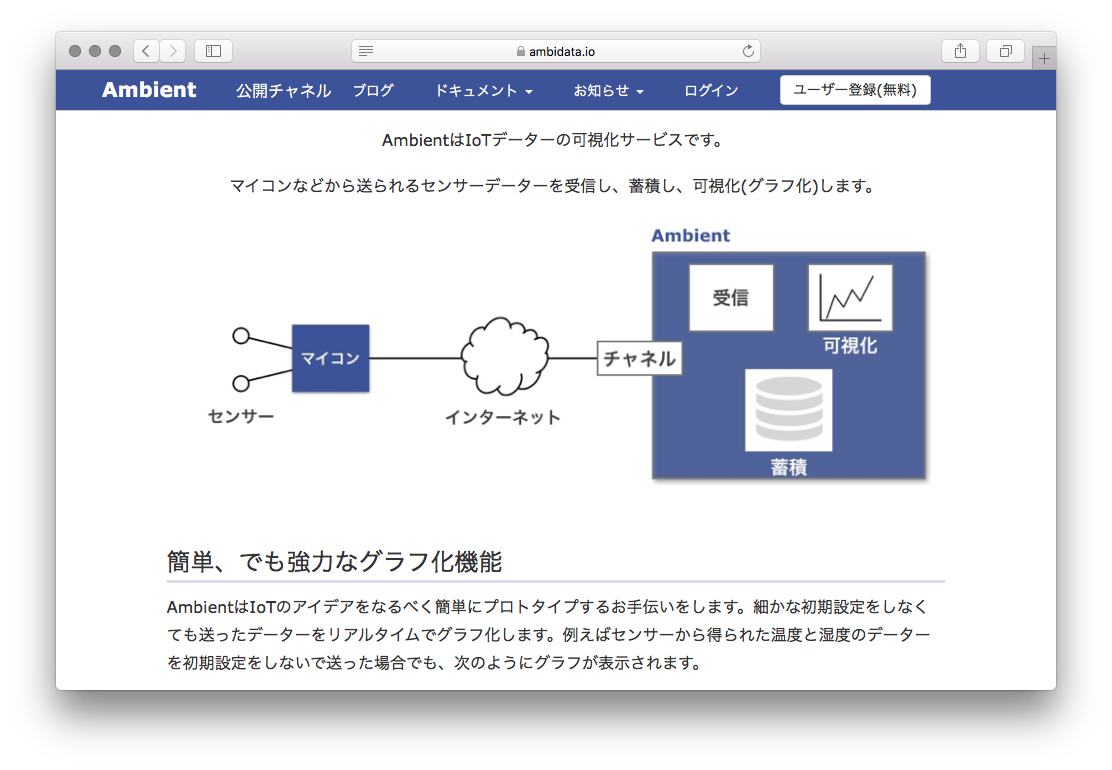 ambidata.io
Ambient 公開チャネル ブログ ドキュメント お知らせ ログイン ユーザー登録(無料)
AmbientはIoTデーターの可視化サービスです。
マイコンなどから送られるセンサーデーターを受信し、蓄積し、可視化(グラフ化)します。
Ambient
受信
可視化
マイコン
チャネル
センサー
インターネット
蓄積
簡単、でも強力なグラフ化機能
AmbientはIoTのアイデアをなるべく簡単にプロトタイプするお手伝いをします。細かな初期設定をしなく
ても送ったデーターをリアルタイムでグラフ化します。例えばセンサーから得られた温度と湿度のデーター
を初期設定をしないで送った場合でも、次のようにグラフが表示されます。